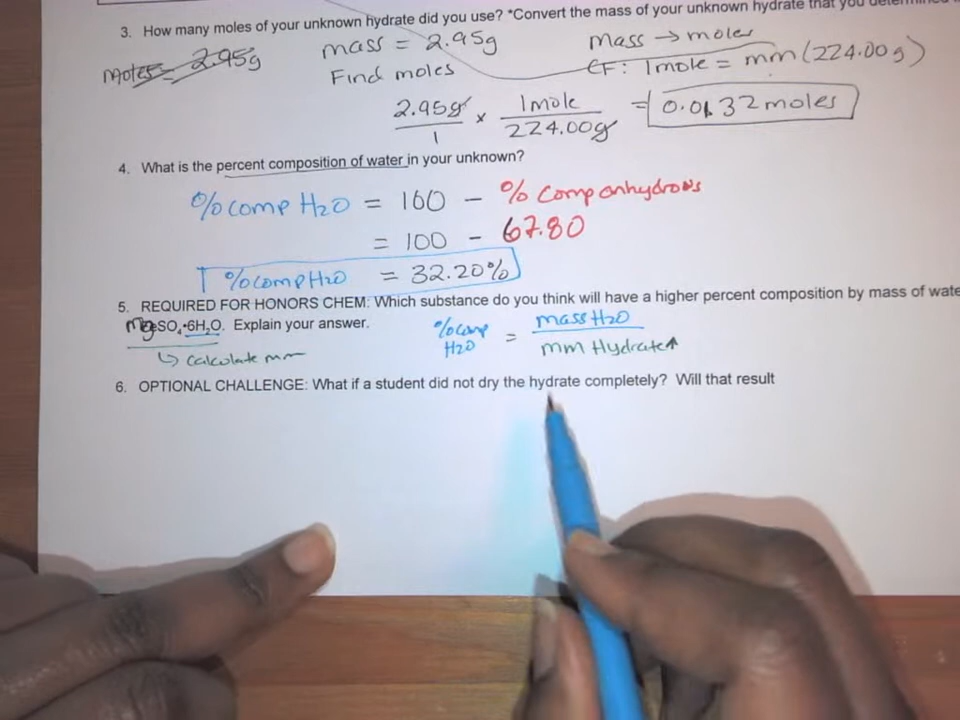 3. How many moles of your unknown hydrate did you use? *Convert the mass of your unknown hydrate that you determined
moles = 2.95g
mass = 2.95g
Mass → moles
Find moles
CF: 1mole = mm (224.00g)
2.95g/1 x 1mole/224.00g = 0.0132 moles
4. What is the percent composition of water in your unknown?
% comp H2O = 100 - % comp anhydrous
= 100 - 67.80
% comp H2O = 32.20%
5. REQUIRED FOR HONORS CHEM: Which substance do you think will have a higher percent composition by mass of
MgSO4•6H2O. Explain your answer.
% comp H2O = mass H2O / mm Hydrate↑
↳ calculate mm
6. OPTIONAL CHALLENGE: What if a student did not dry the hydrate completely? Will that result